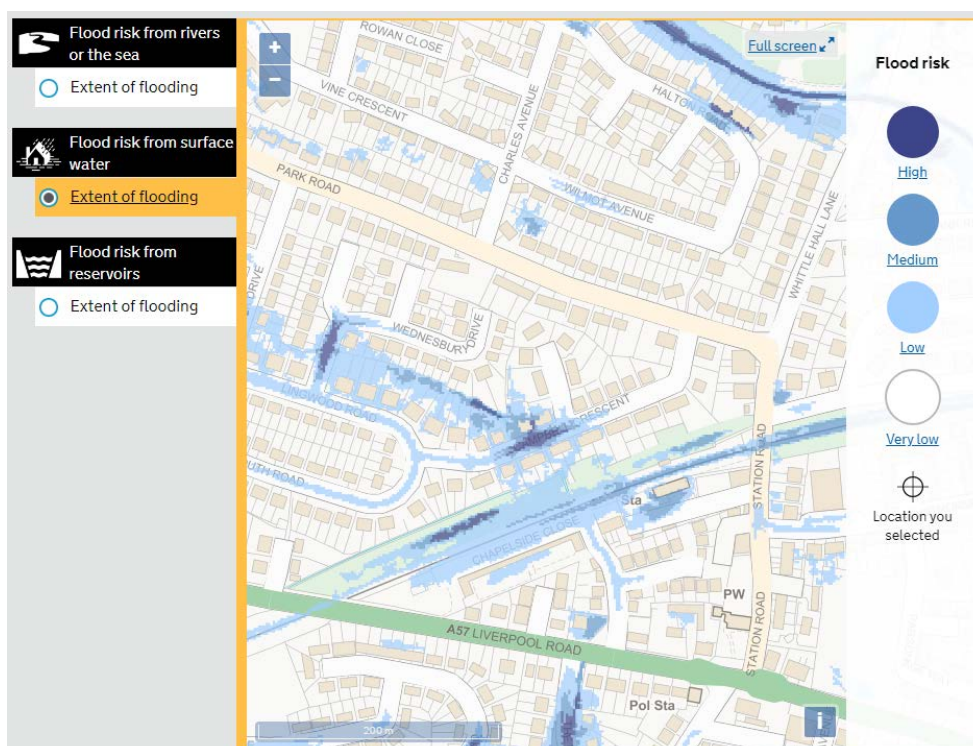 Flood risk from rivers
or the sea
Extent of flooding
Flood risk from surface
water
Extent of flooding
Flood risk from
reservoirs
Extent of flooding
+
−
Full screen
ROWAN CLOSE
VINE CRESCENT
CHARLES AVENUE
HALTON ROAD
PARK ROAD
WILMOT AVENUE
WHITTLE HALL LANE
DRIVE
WEDNESBURY DRIVE
LINGWOOD ROAD
CRESCENT
STATION ROAD
Sta
CHAPELSIDE CLOSE
PW
A57 LIVERPOOL ROAD
STATION ROAD
Pol Sta
200 m
i
Flood risk
High
Medium
Low
Very low
Location you
selected